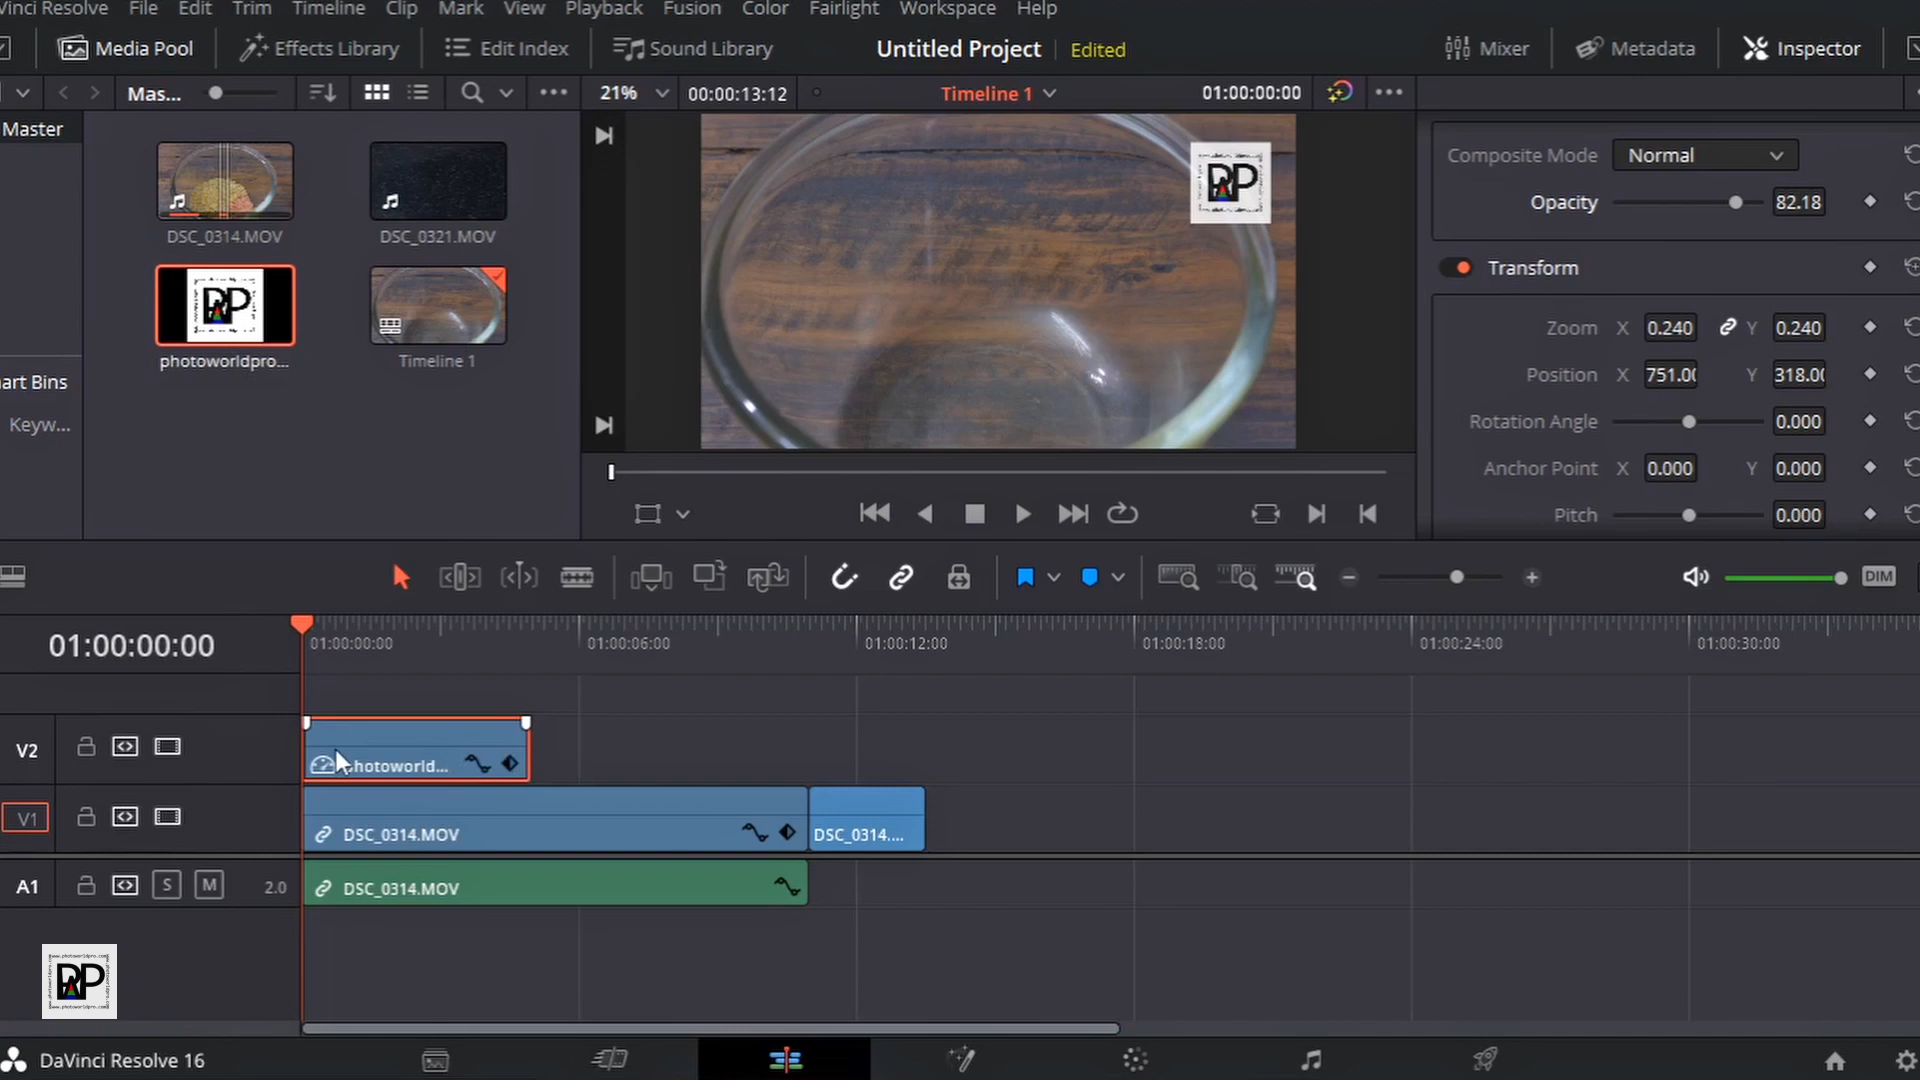 Vinci Resolve File Edit Trim Timeline Clip Mark View Playback Fusion Color Fairlight Workspace Help
Media Pool Effects Library Edit Index Sound Library Untitled Project Edited Mixer Metadata Inspector
Mas... 21% 00:00:13:12 Timeline 1 01:00:00:00
Master
DSC_0314.MOV DSC_0321.MOV
photoworldpro... Timeline 1
art Bins
Keyw...
PP
Composite Mode Normal
Opacity 82.18
Transform
Zoom X 0.240 Y 0.240
Position X 751.00 Y 318.00
Rotation Angle 0.000
Anchor Point X 0.000 Y 0.000
Pitch 0.000
DIM
01:00:00:00 01:00:00:00 01:00:06:00 01:00:12:00 01:00:18:00 01:00:24:00 01:00:30:00
V2 photoworld...
V1 DSC_0314.MOV DSC_0314....
A1 S M 2.0 DSC_0314.MOV
PP
DaVinci Resolve 16